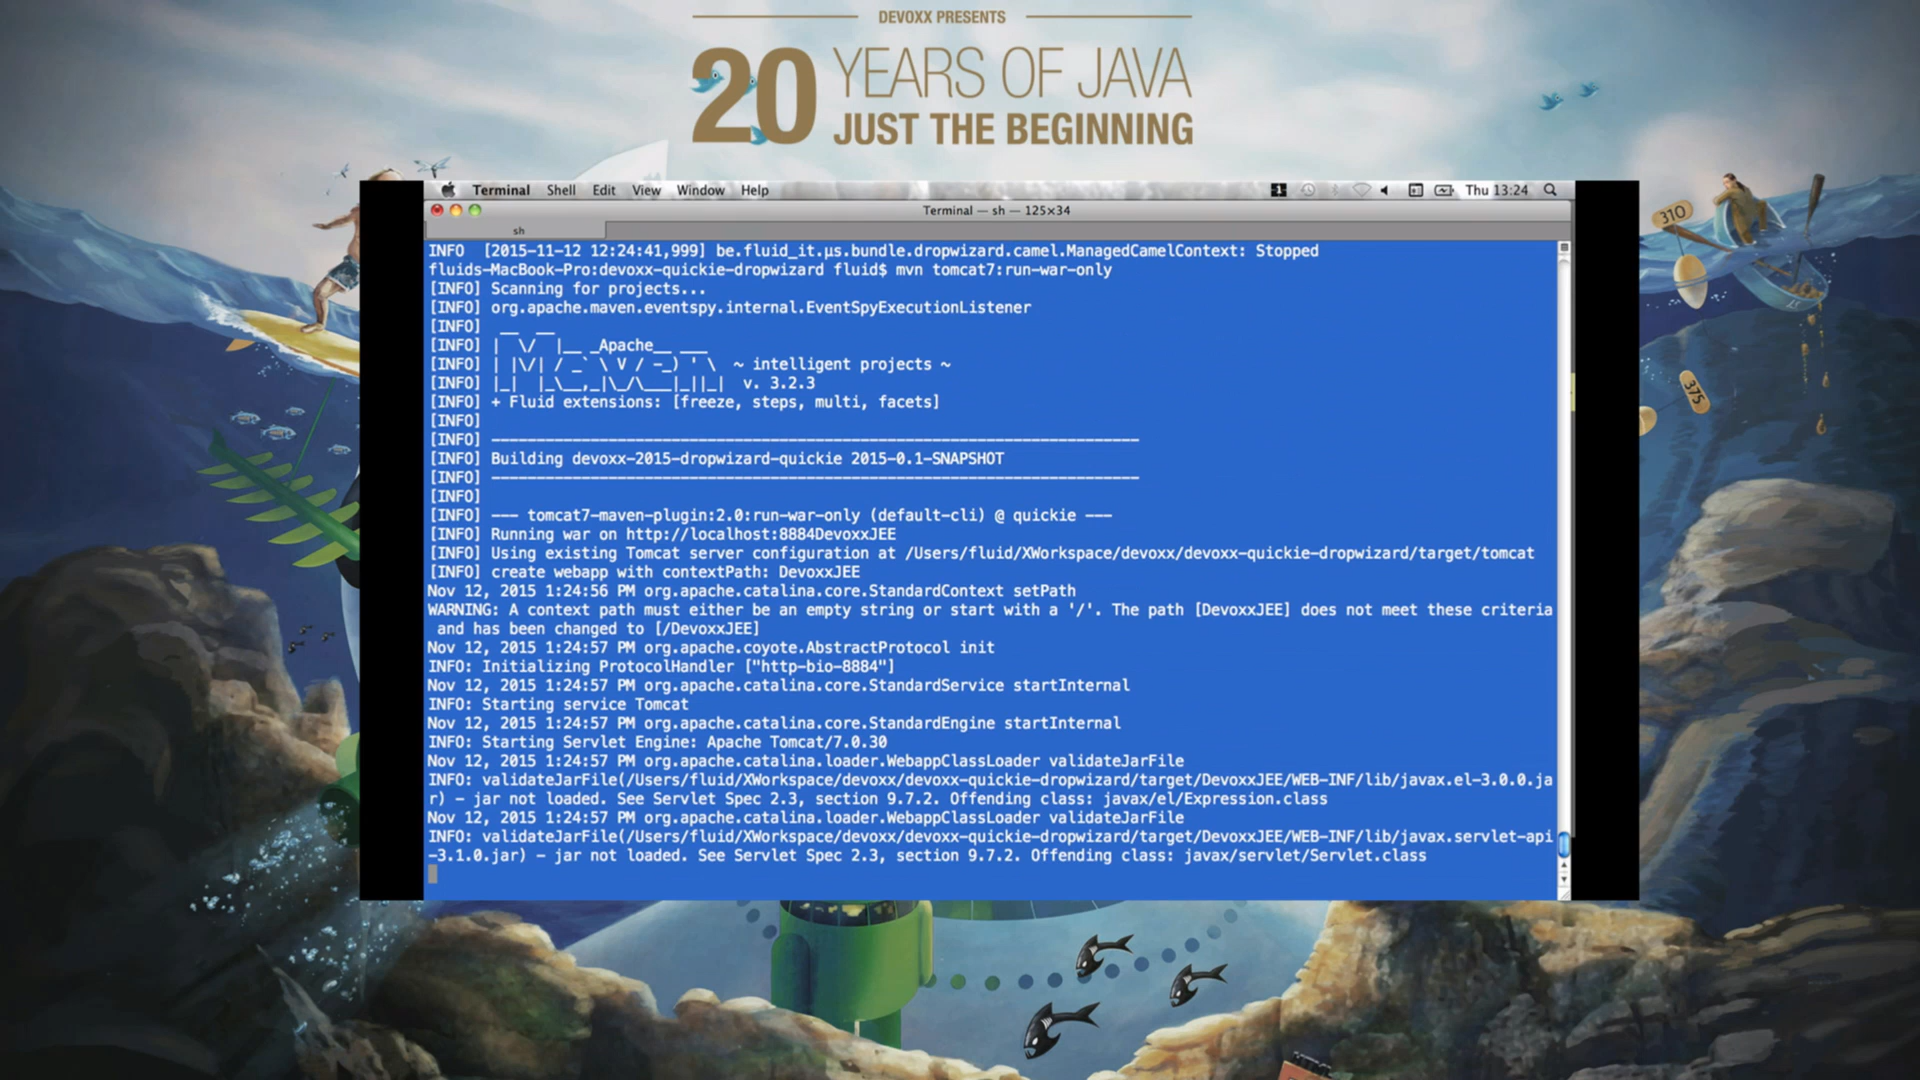 DEVOXX PRESENTS
20 YEARS OF JAVA
JUST THE BEGINNING
Terminal Shell Edit View Window Help
Thu 13:24
Terminal — sh — 125×34
sh
INFO  [2015-11-12 12:24:41,999] be.fluid_it.µs.bundle.dropwizard.camel.ManagedCamelContext: Stopped
fluids-MacBook-Pro:devoxx-quickie-dropwizard fluid$ mvn tomcat7:run-war-only
[INFO] Scanning for projects...
[INFO] org.apache.maven.eventspy.internal.EventSpyExecutionListener
[INFO]  __  __
[INFO] |  \/  |__ _Apache__ ___
[INFO] | |\/| / _` \ V / -_) ' \  ~ intelligent projects ~
[INFO] |_|  |_\__,_|\_/\___|_||_|  v. 3.2.3
[INFO] + Fluid extensions: [freeze, steps, multi, facets]
[INFO]
[INFO] ------------------------------------------------------------------------
[INFO] Building devoxx-2015-dropwizard-quickie 2015-0.1-SNAPSHOT
[INFO] ------------------------------------------------------------------------
[INFO]
[INFO] --- tomcat7-maven-plugin:2.0:run-war-only (default-cli) @ quickie ---
[INFO] Running war on http://localhost:8884DevoxxJEE
[INFO] Using existing Tomcat server configuration at /Users/fluid/XWorkspace/devoxx/devoxx-quickie-dropwizard/target/tomcat
[INFO] create webapp with contextPath: DevoxxJEE
Nov 12, 2015 1:24:56 PM org.apache.catalina.core.StandardContext setPath
WARNING: A context path must either be an empty string or start with a '/'. The path [DevoxxJEE] does not meet these criteria
 and has been changed to [/DevoxxJEE]
Nov 12, 2015 1:24:57 PM org.apache.coyote.AbstractProtocol init
INFO: Initializing ProtocolHandler ["http-bio-8884"]
Nov 12, 2015 1:24:57 PM org.apache.catalina.core.StandardService startInternal
INFO: Starting service Tomcat
Nov 12, 2015 1:24:57 PM org.apache.catalina.core.StandardEngine startInternal
INFO: Starting Servlet Engine: Apache Tomcat/7.0.30
Nov 12, 2015 1:24:57 PM org.apache.catalina.loader.WebappClassLoader validateJarFile
INFO: validateJarFile(/Users/fluid/XWorkspace/devoxx/devoxx-quickie-dropwizard/target/DevoxxJEE/WEB-INF/lib/javax.el-3.0.0.ja
r) - jar not loaded. See Servlet Spec 2.3, section 9.7.2. Offending class: javax/el/Expression.class
Nov 12, 2015 1:24:57 PM org.apache.catalina.loader.WebappClassLoader validateJarFile
INFO: validateJarFile(/Users/fluid/XWorkspace/devoxx/devoxx-quickie-dropwizard/target/DevoxxJEE/WEB-INF/lib/javax.servlet-api
-3.1.0.jar) - jar not loaded. See Servlet Spec 2.3, section 9.7.2. Offending class: javax/servlet/Servlet.class
310
375